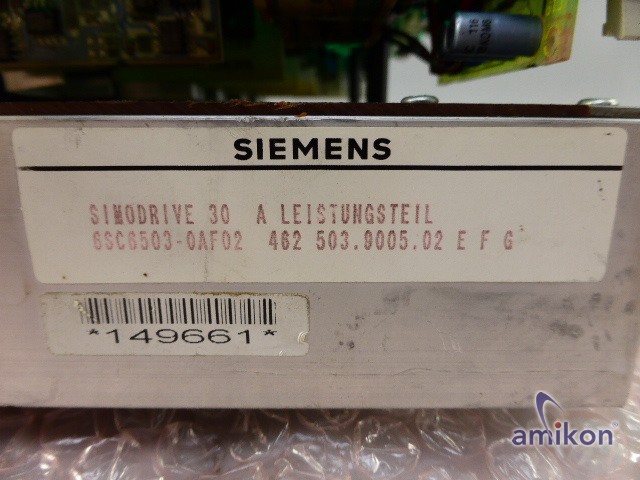 SIEMENS
SIMODRIVE 30 A LEISTUNGSTEIL
6SC6503-0AF02 462 503.9005.02 E F G
*149661*
amikon